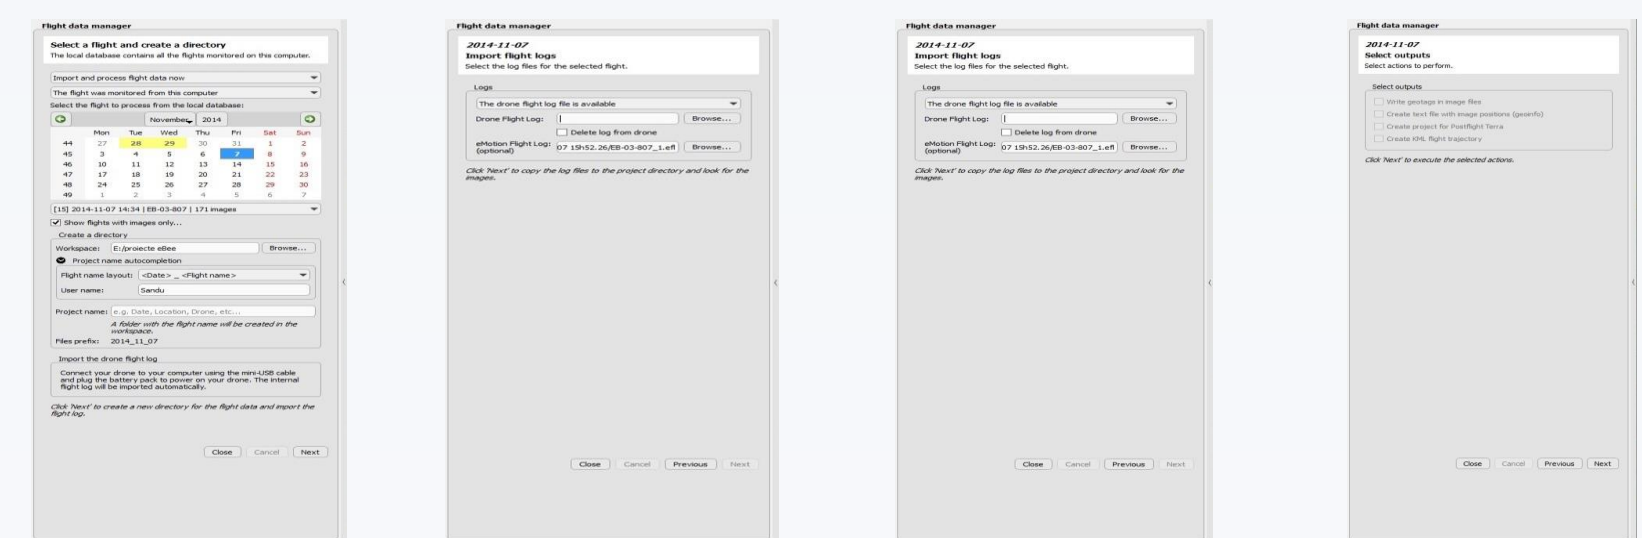 Flight data manager
Select a flight and create a directory
The local database contains all the flights monitored on this computer.
Import and process flight data now
The flight was monitored from this computer
Select the flight to process from the local database:
November, 2014
Mon Tue Wed Thu Fri Sat Sun
44 27 28 29 30 31 1 2
45 3 4 5 6 7 8 9
46 10 11 12 13 14 15 16
47 17 18 19 20 21 22 23
48 24 25 26 27 28 29 30
49 1 2 3 4 5 6 7
[15] 2014-11-07 14:34 | EB-03-807 | 171 images
Show flights with images only...
Create a directory
Workspace: E:/proiecte eBee Browse...
Project name autocompletion
Flight name layout: <Date> _ <Flight name>
User name: Sandu
Project name: e.g. Date, Location, Drone, etc...
A folder with the flight name will be created in the
workspace.
Files prefix: 2014_11_07
Import the drone flight log
Connect your drone to your computer using the mini-USB cable
and plug the battery pack to power on your drone. The internal
flight log will be imported automatically.
Click 'Next' to create a new directory for the flight data and import the
flight log.
Close Cancel Next
Flight data manager
2014-11-07
Import flight logs
Select the log files for the selected flight.
Logs
The drone flight log file is available
Drone Flight Log: Browse...
Delete log from drone
eMotion Flight Log: 07 15h52.26/EB-03-807_1.efl Browse...
(optional)
Click 'Next' to copy the log files to the project directory and look for the
images.
Close Cancel Previous Next
Flight data manager
2014-11-07
Import flight logs
Select the log files for the selected flight.
Logs
The drone flight log file is available
Drone Flight Log: Browse...
Delete log from drone
eMotion Flight Log: 07 15h52.26/EB-03-807_1.efl Browse...
(optional)
Click 'Next' to copy the log files to the project directory and look for the
images.
Close Cancel Previous Next
Flight data manager
2014-11-07
Select outputs
Select actions to perform.
Select outputs
Write geotags in image files
Create text file with image positions (geoinfo)
Create project for Postflight Terra
Create KML flight trajectory
Click 'Next' to execute the selected actions.
Close Cancel Previous Next